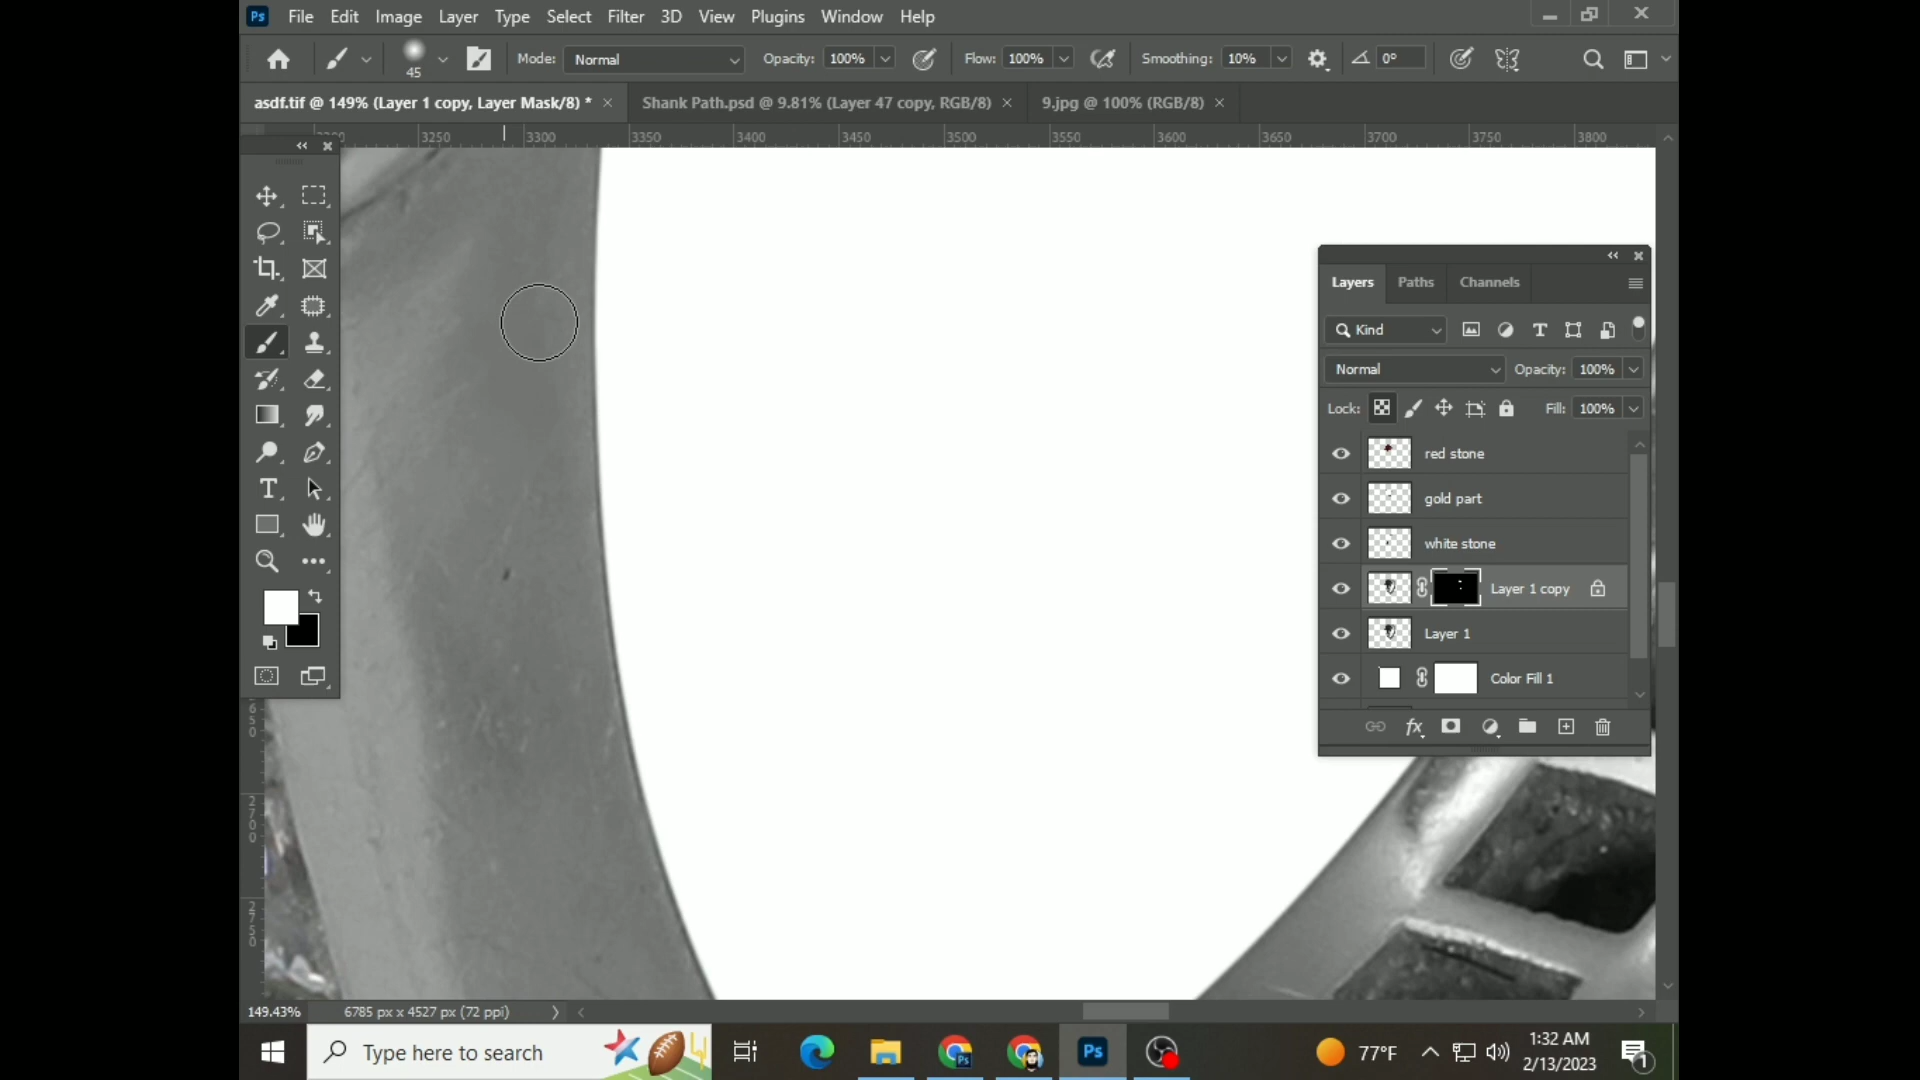 Ps File Edit Image Layer Type Select Filter 3D View Plugins Window Help
45 Mode: Normal Opacity: 100% Flow: 100% Smoothing: 10% 0°
asdf.tif @ 149% (Layer 1 copy, Layer Mask/8) * × Shank Path.psd @ 9.81% (Layer 47 copy, RGB/8) × 9.jpg @ 100% (RGB/8) ×
3250 3300 3350 3400 3450 3500 3550 3600 3650 3700 3750 3800
Layers Paths Channels
Kind
Normal Opacity: 100%
Lock: Fill: 100%
red stone
gold part
white stone
Layer 1 copy
Layer 1
Color Fill 1
fx
2700
2750
149.43% 6785 px x 4527 px (72 ppi)
Type here to search
Ps
77°F
1:32 AM
2/13/2023
1